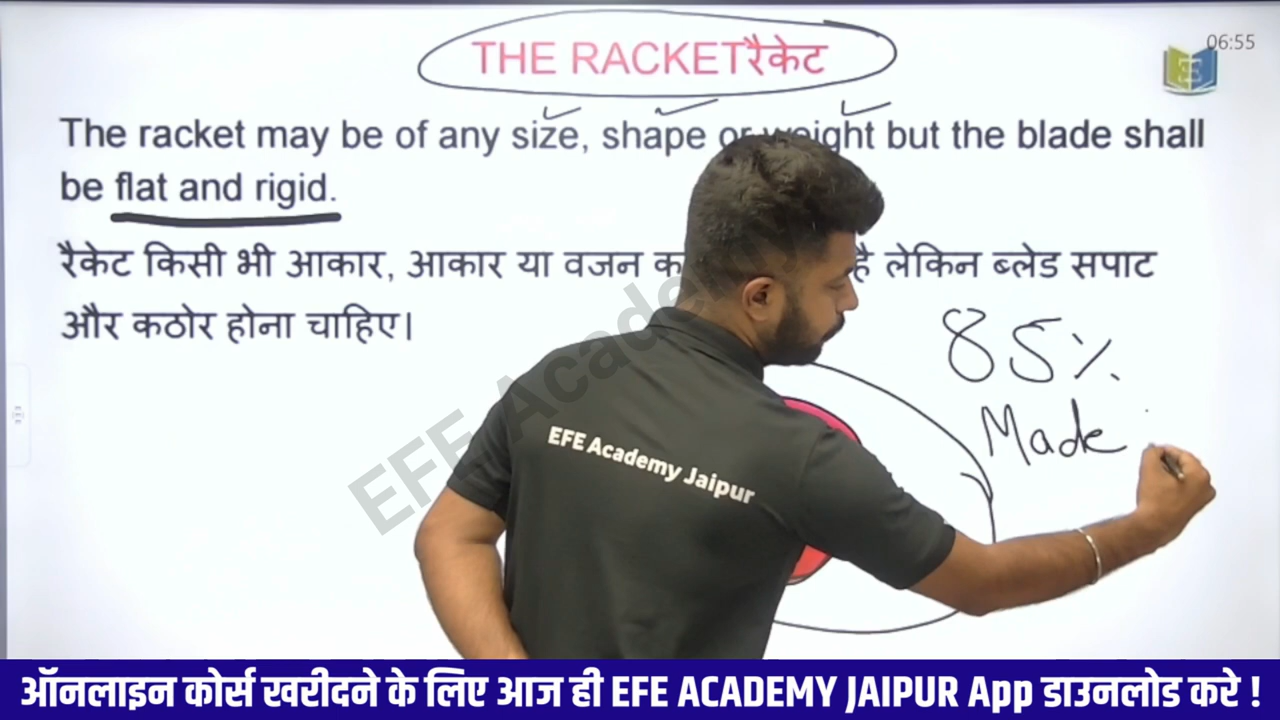 THE RACKETरैकेट
06:55
The racket may be of any size, shape or weight but the blade shall
be flat and rigid.
रैकेट किसी भी आकार, आकार या वजन है लेकिन ब्लेड सपाट
और कठोर होना चाहिए।
85%
Made
EFE Academy
EFE Academy Jaipur
ऑनलाइन कोर्स खरीदने के लिए आज ही EFE ACADEMY JAIPUR App डाउनलोड करे !